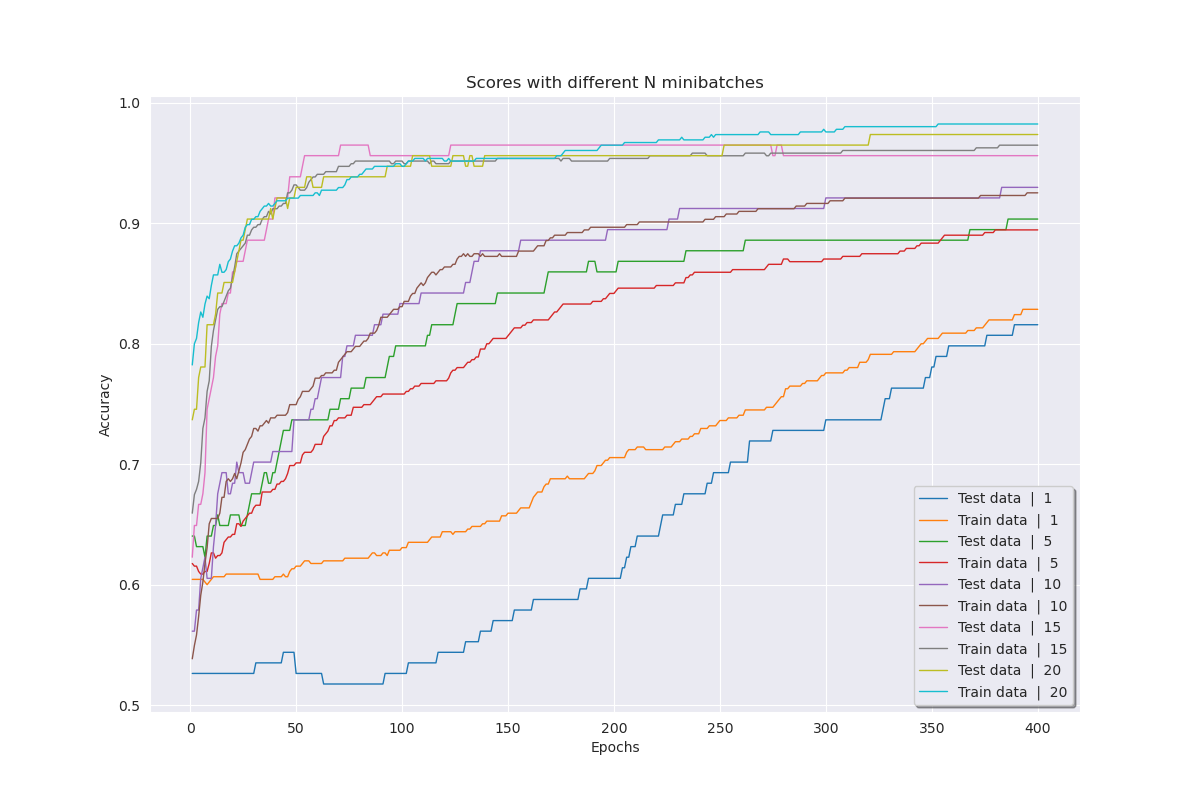 Scores with different N minibatches
1.0
0.9
0.8
0.7
0.6
0.5
Accuracy
0 50 100 150 200 250 300 350 400
Epochs
Test data | 1
Train data | 1
Test data | 5
Train data | 5
Test data | 10
Train data | 10
Test data | 15
Train data | 15
Test data | 20
Train data | 20